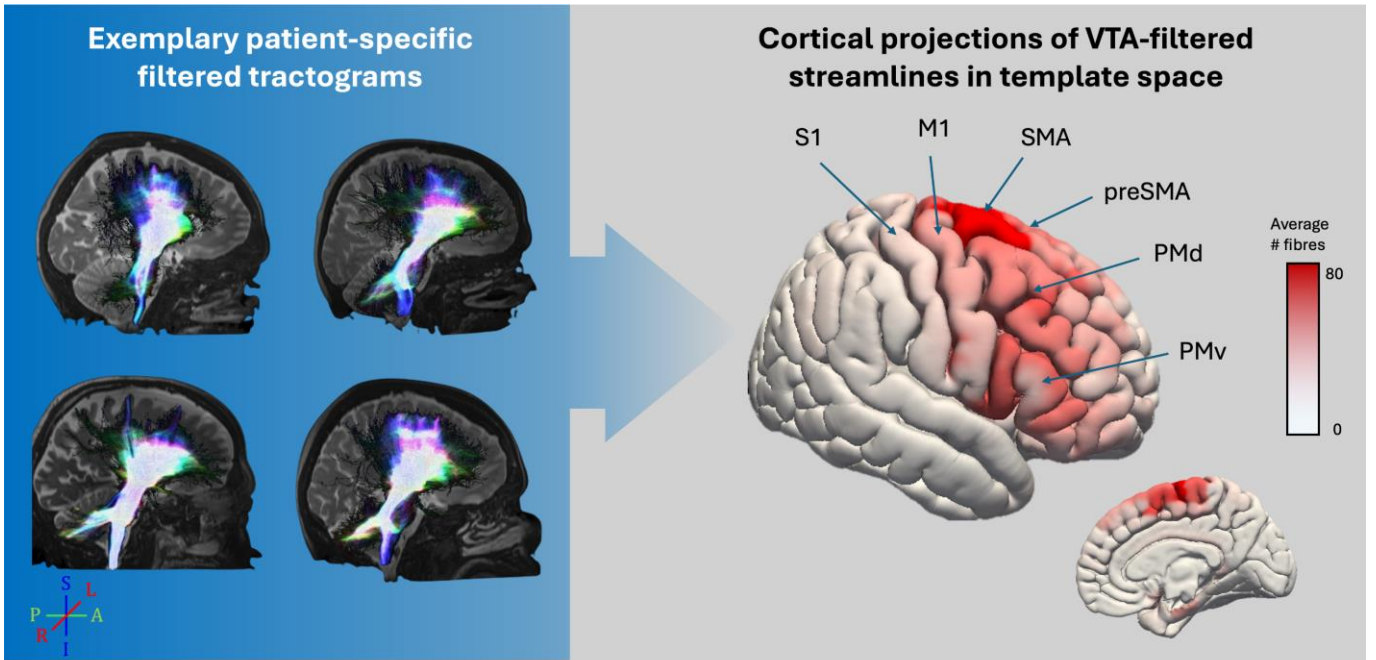 Exemplary patient-specific
filtered tractograms
Cortical projections of VTA-filtered
streamlines in template space
S1
M1
SMA
preSMA
PMd
PMv
Average
# fibres
80
0
S
L
P
A
R
I